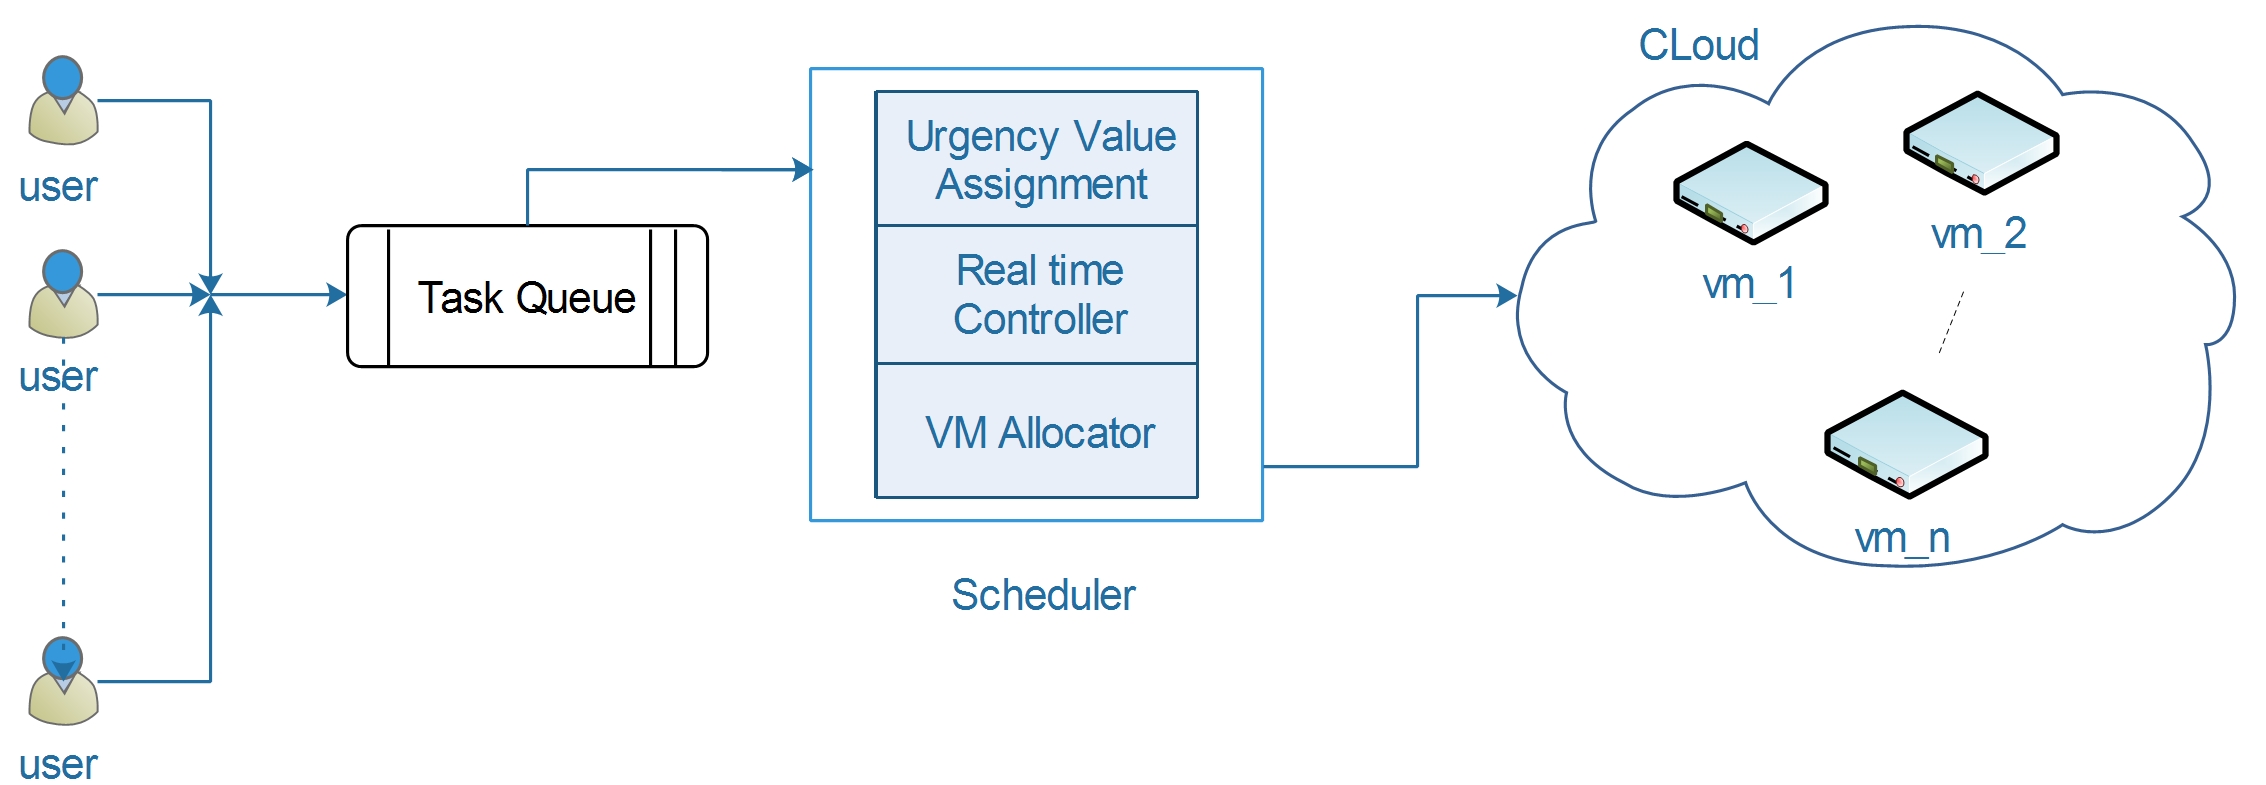 user
user
user
Task Queue
Urgency Value
Assignment
Real time
Controller
VM Allocator
Scheduler
CLoud
vm_1
vm_2
vm_n